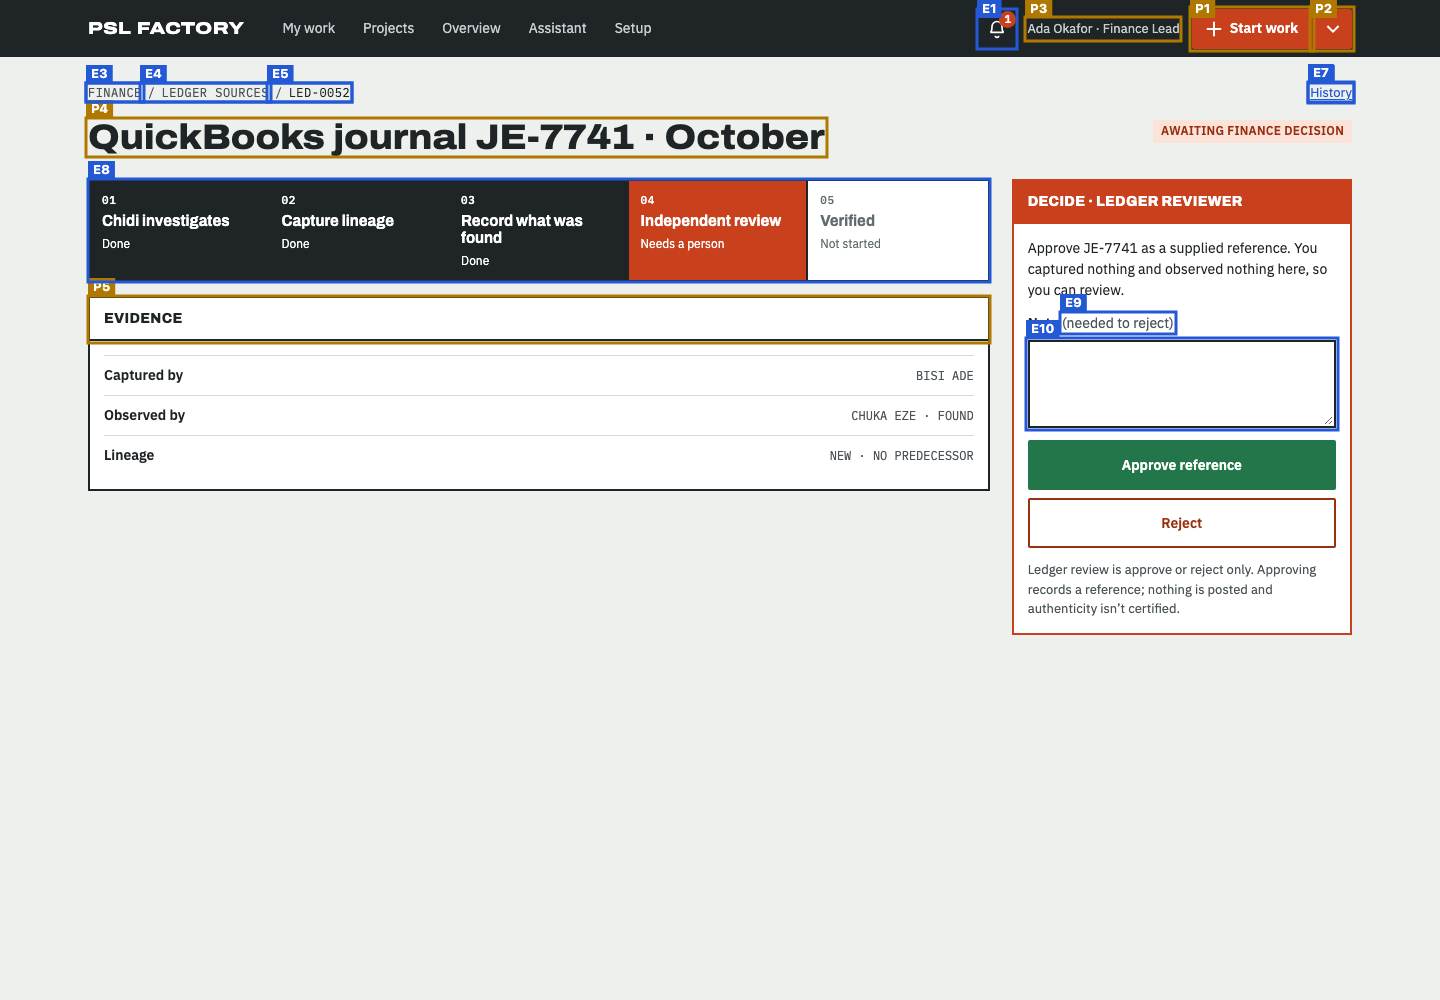 PSL FACTORY
My work
Projects
Overview
Assistant
Setup
E1
1
P3
Ada Okafor · Finance Lead
P1
Start work
P2
E3
E4
E5
FINANCE / LEDGER SOURCES / LED-0052
E7
History
P4
QuickBooks journal JE-7741 · October
AWAITING FINANCE DECISION
E8
01
Chidi investigates
Done
02
Capture lineage
Done
03
Record what was
found
Done
04
Independent review
Needs a person
05
Verified
Not started
P5
EVIDENCE
Captured by
BISI ADE
Observed by
CHUKA EZE · FOUND
Lineage
NEW · NO PREDECESSOR
DECIDE · LEDGER REVIEWER
Approve JE-7741 as a supplied reference. You
captured nothing and observed nothing here, so
you can review.
E9
(needed to reject)
E10
Approve reference
Reject
Ledger review is approve or reject only. Approving
records a reference; nothing is posted and
authenticity isn't certified.